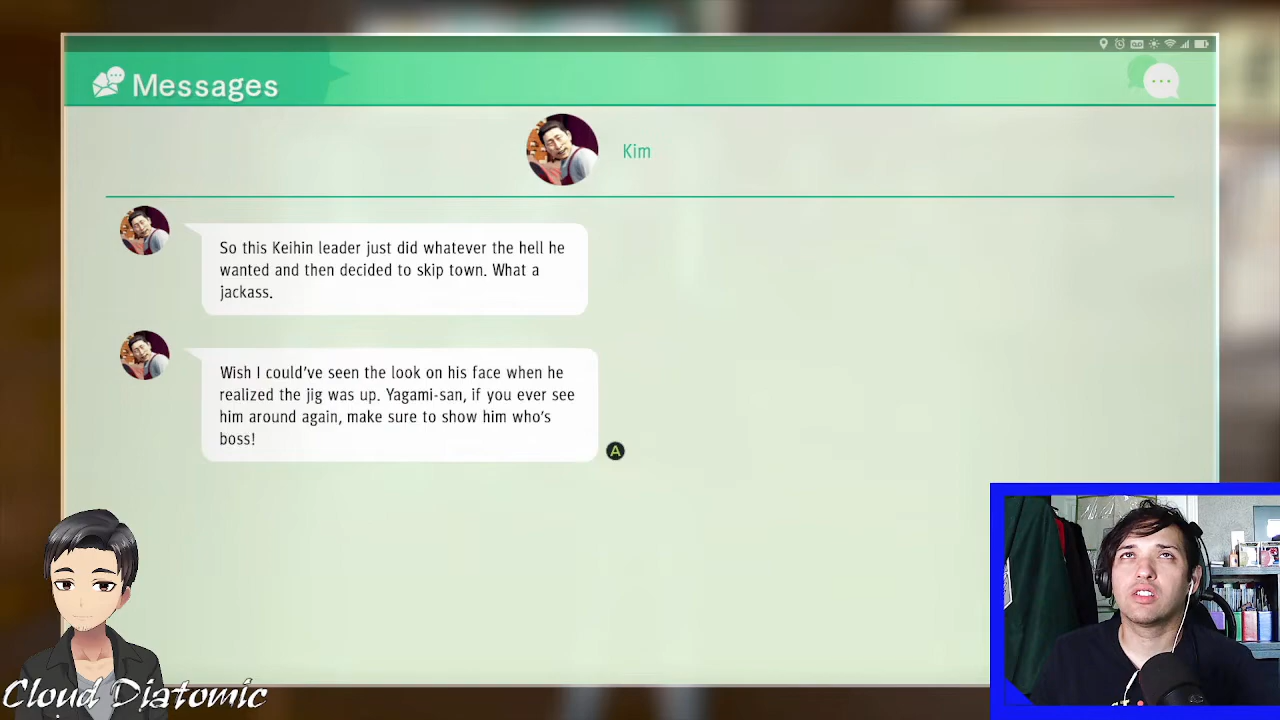 Messages
Kim
So this Keihin leader just did whatever the hell he
wanted and then decided to skip town. What a
jackass.
Wish I could've seen the look on his face when he
realized the jig was up. Yagami-san, if you ever see
him around again, make sure to show him who's
boss!
A
Cloud Diatomic